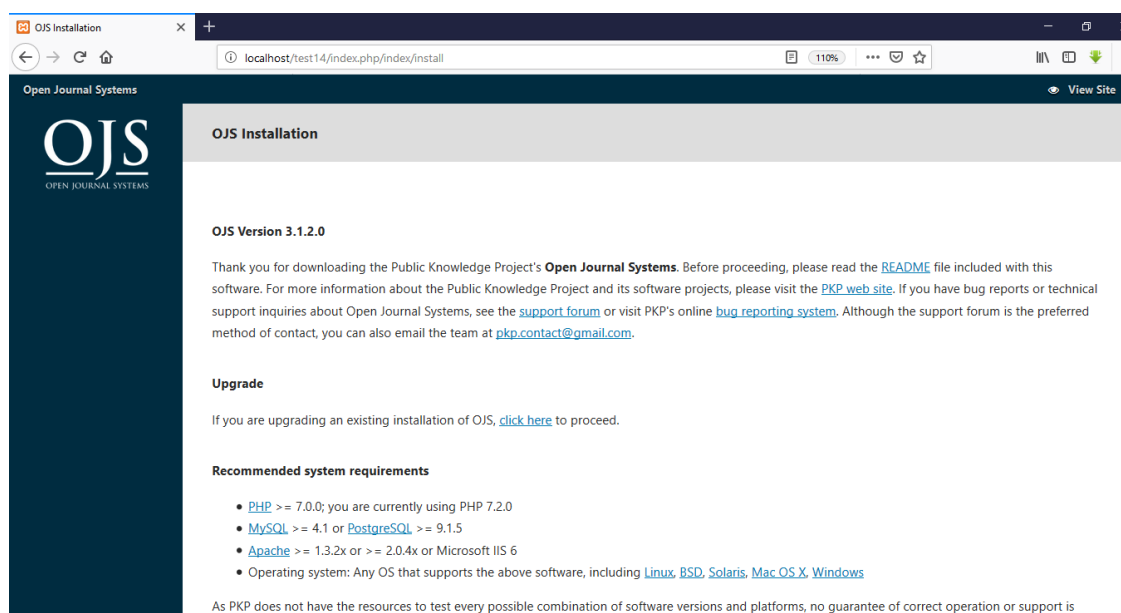 OJS Installation
localhost/test14/index.php/index/install
110%
Open Journal Systems
View Site
OJS
OPEN JOURNAL SYSTEMS
OJS Installation
OJS Version 3.1.2.0
Thank you for downloading the Public Knowledge Project's Open Journal Systems. Before proceeding, please read the README file included with this
software. For more information about the Public Knowledge Project and its software projects, please visit the PKP web site. If you have bug reports or technical
support inquiries about Open Journal Systems, see the support forum or visit PKP's online bug reporting system. Although the support forum is the preferred
method of contact, you can also email the team at pkp.contact@gmail.com.
Upgrade
If you are upgrading an existing installation of OJS, click here to proceed.
Recommended system requirements
• PHP >= 7.0.0; you are currently using PHP 7.2.0
• MySQL >= 4.1 or PostgreSQL >= 9.1.5
• Apache >= 1.3.2x or >= 2.0.4x or Microsoft IIS 6
• Operating system: Any OS that supports the above software, including Linux, BSD, Solaris, Mac OS X, Windows
As PKP does not have the resources to test every possible combination of software versions and platforms, no guarantee of correct operation or support is